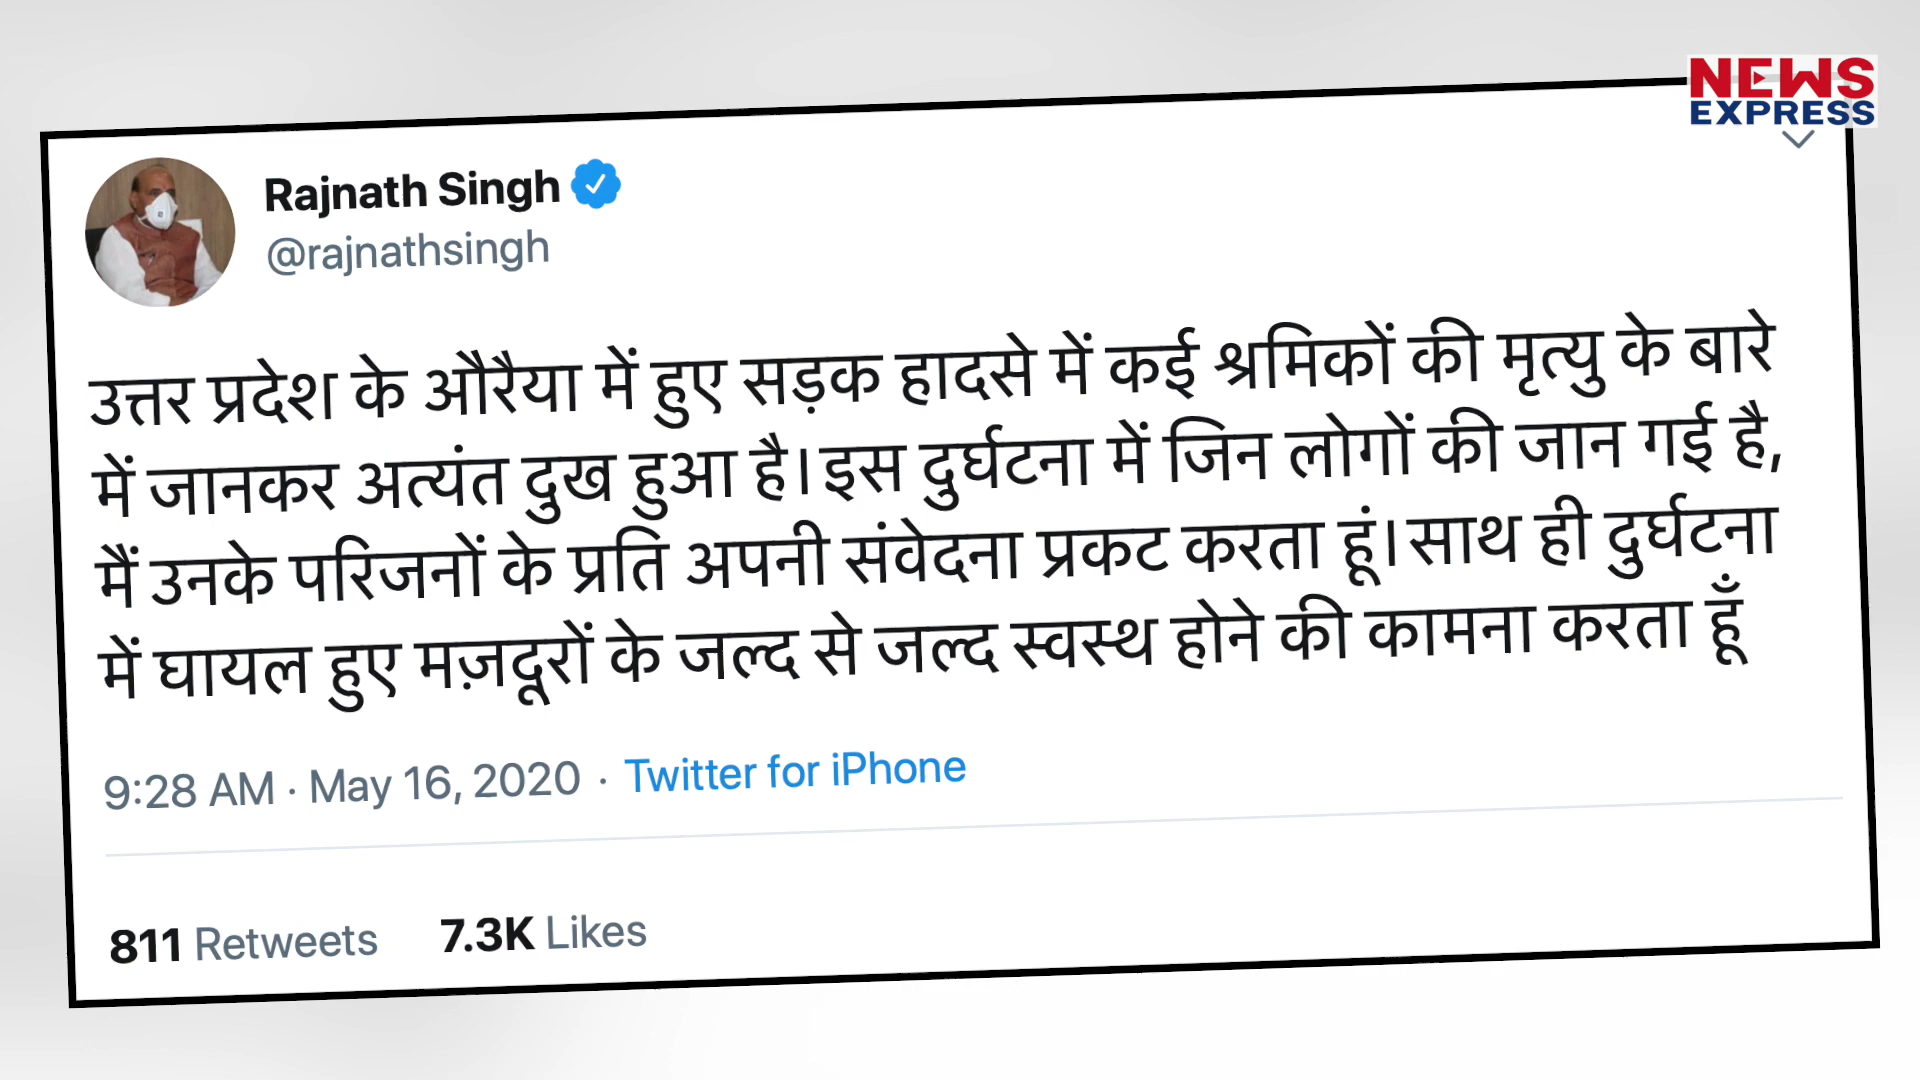 NEWS
EXPRESS
Rajnath Singh
@rajnathsingh
उत्तर प्रदेश के औरैया में हुए सड़क हादसे में कई श्रमिकों की मृत्यु के बारे
में जानकर अत्यंत दुख हुआ है।इस दुर्घटना में जिन लोगों की जान गई है,
मैं उनके परिजनों के प्रति अपनी संवेदना प्रकट करता हूं।साथ ही दुर्घटना
में घायल हुए मज़दूरों के जल्द से जल्द स्वस्थ होने की कामना करता हूँ
9:28 AM · May 16, 2020 · Twitter for iPhone
811 Retweets 7.3K Likes